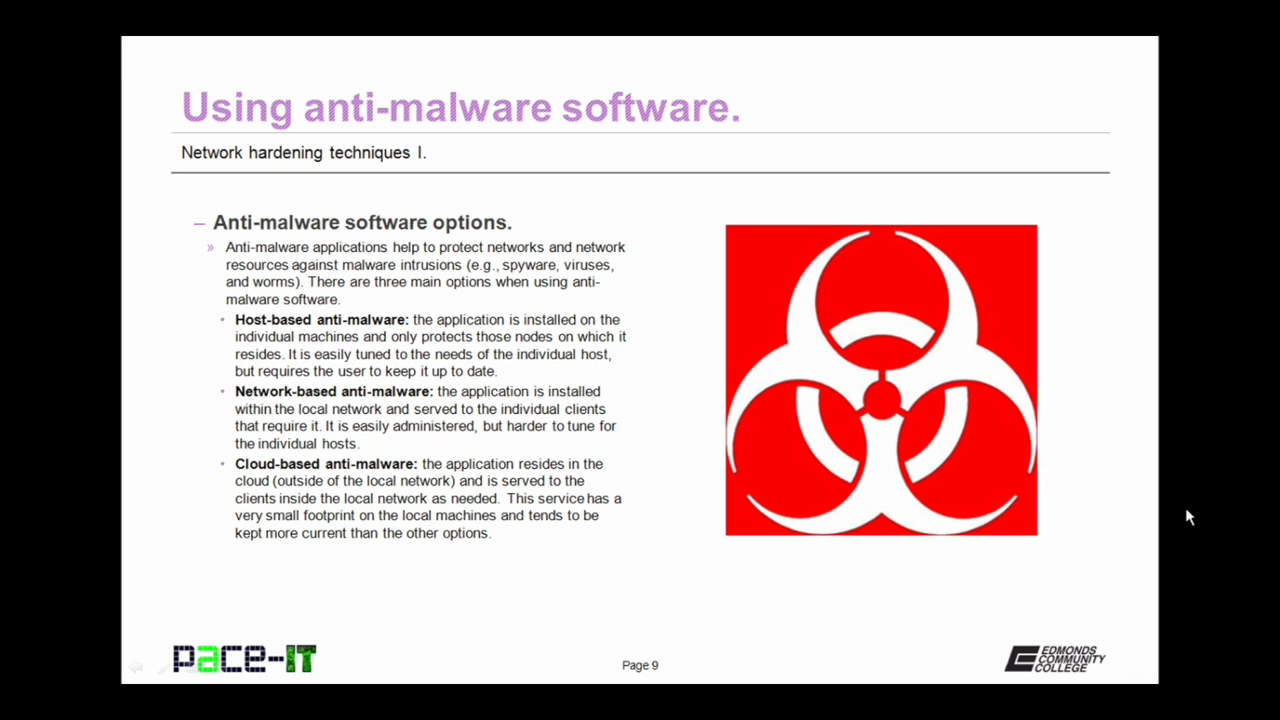 Using anti-malware software.
Network hardening techniques I.
– Anti-malware software options.
» Anti-malware applications help to protect networks and network
resources against malware intrusions (e.g., spyware, viruses,
and worms). There are three main options when using anti-
malware software.
• Host-based anti-malware: the application is installed on the
individual machines and only protects those nodes on which it
resides. It is easily tuned to the needs of the individual host,
but requires the user to keep it up to date.
• Network-based anti-malware: the application is installed
within the local network and served to the individual clients
that require it. It is easily administered, but harder to tune for
the individual hosts.
• Cloud-based anti-malware: the application resides in the
cloud (outside of the local network) and is served to the
clients inside the local network as needed. This service has a
very small footprint on the local machines and tends to be
kept more current than the other options.
pace-IT
Page 9
EDMONDS
COMMUNITY
COLLEGE